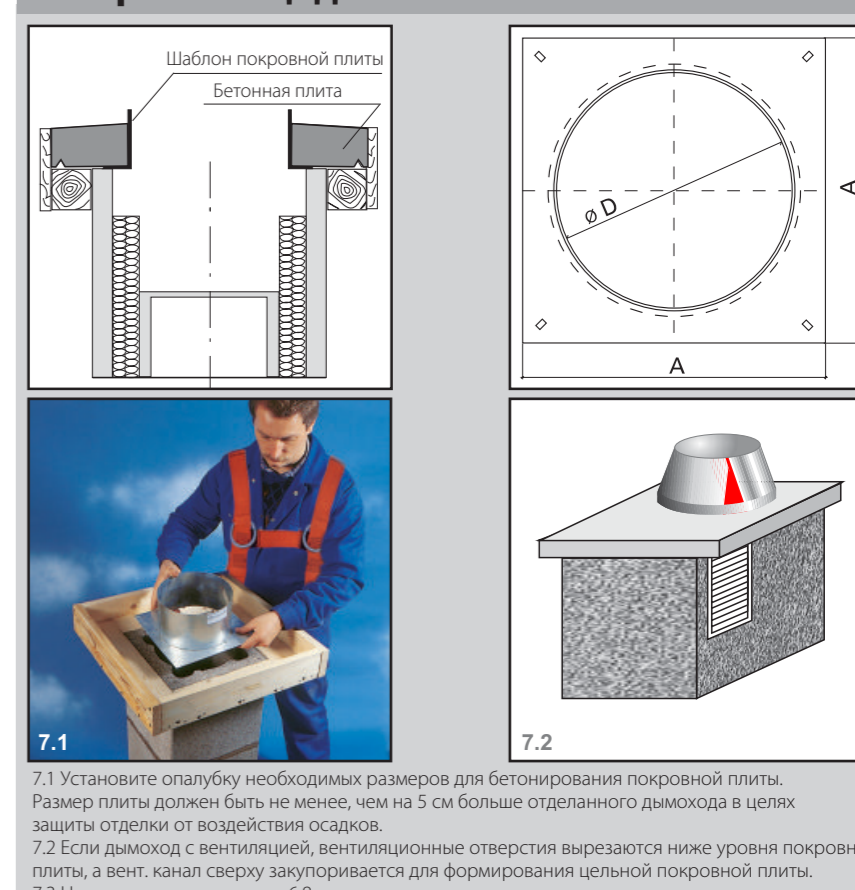 Шаблон покровной плиты
Бетонная плита
ø D
A
A
7.1
7.2
7.1 Установите опалубку необходимых размеров для бетонирования покровной плиты.
Размер плиты должен быть не менее, чем на 5 см больше отделанного дымохода в целях
защиты отделки от воздействия осадков.
7.2 Если дымоход с вентиляцией, вентиляционные отверстия вырезаются ниже уровня
плиты, а вент. канал сверху закупоривается для формирования цельной покровной плиты.